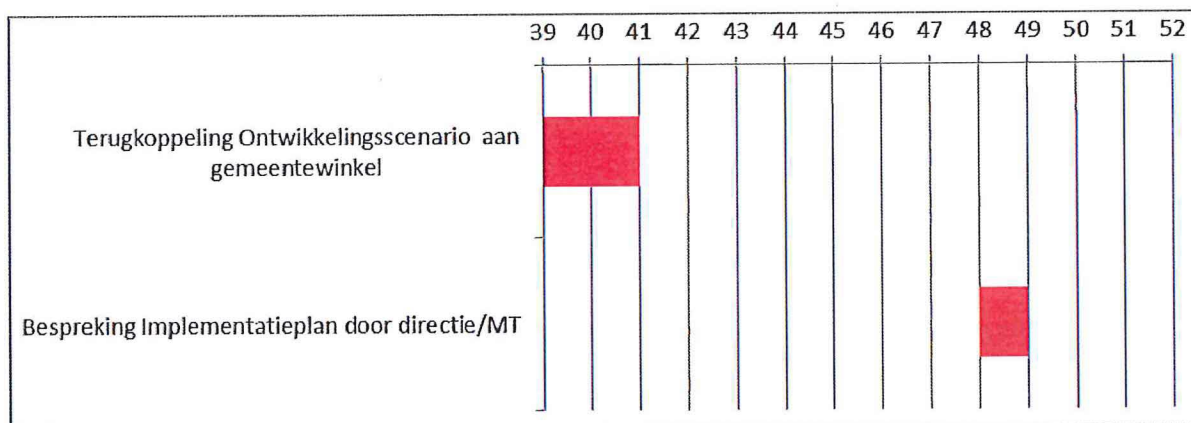 39 40 41 42 43 44 45 46 47 48 49 50 51 52
Terugkoppeling Ontwikkelingsscenario aan
gemeentewinkel
Bespreking Implementatieplan door directie/MT